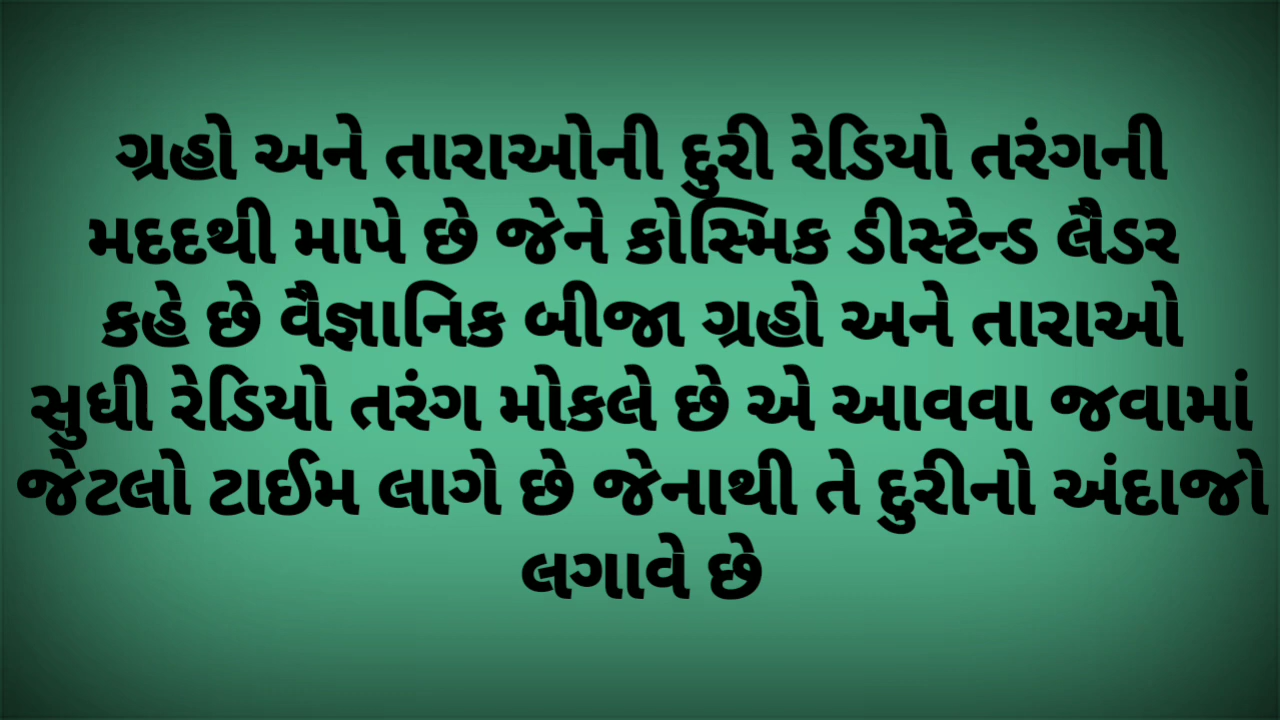 ગ્રહો અને તારાઓની દુરી રેડિયો તરંગની
મદદથી માપે છે જેને કોસ્મિક ડીસ્ટેન્ડ લૈડર
કહે છે વૈજ્ઞાનિક બીજા ગ્રહો અને તારાઓ
સુધી રેડિયો તરંગ મોકલે છે એ આવવા જવામાં
જેટલો ટાઈમ લાગે છે જેનાથી તે દુરીનો અંદાજો
લગાવે છે